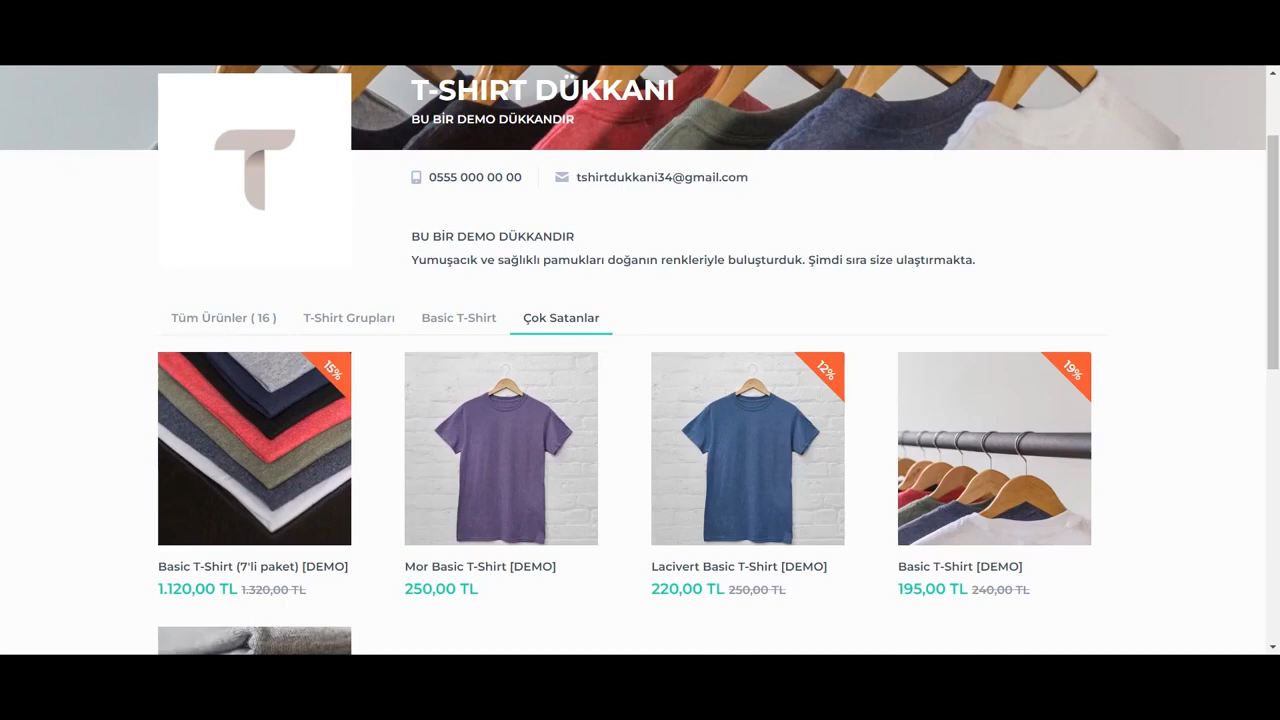 T-SHIRT DÜKKANI
BU BİR DEMO DÜKKANDIR
0555 000 00 00
tshirtdukkani34@gmail.com
BU BİR DEMO DÜKKANDIR
Yumuşacık ve sağlıklı pamukları doğanın renkleriyle buluşturduk. Şimdi sıra size ulaştırmakta.
Tüm Ürünler ( 16 ) T-Shirt Grupları Basic T-Shirt Çok Satanlar
15%
12%
19%
Basic T-Shirt (7'li paket) [DEMO]
1.120,00 TL 1.320,00 TL
Mor Basic T-Shirt [DEMO]
250,00 TL
Lacivert Basic T-Shirt [DEMO]
220,00 TL 250,00 TL
Basic T-Shirt [DEMO]
195,00 TL 240,00 TL